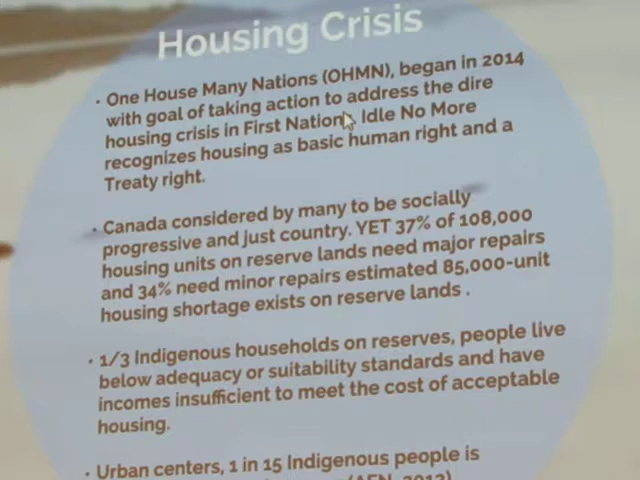 Housing Crisis
• One House Many Nations (OHMN), began in 2014
with goal of taking action to address the dire
housing crisis in First Nation Idle No More
recognizes housing as basic human right and a
Treaty right.
• Canada considered by many to be socially
progressive and just country. YET 37% of 108,000
housing units on reserve lands need major repairs
and 34% need minor repairs estimated 85,000-unit
housing shortage exists on reserve lands .
• 1/3 Indigenous households on reserves, people live
below adequacy or suitability standards and have
incomes insufficient to meet the cost of acceptable
housing.
• Urban centers, 1 in 15 Indigenous people is
(AFN, 2013)